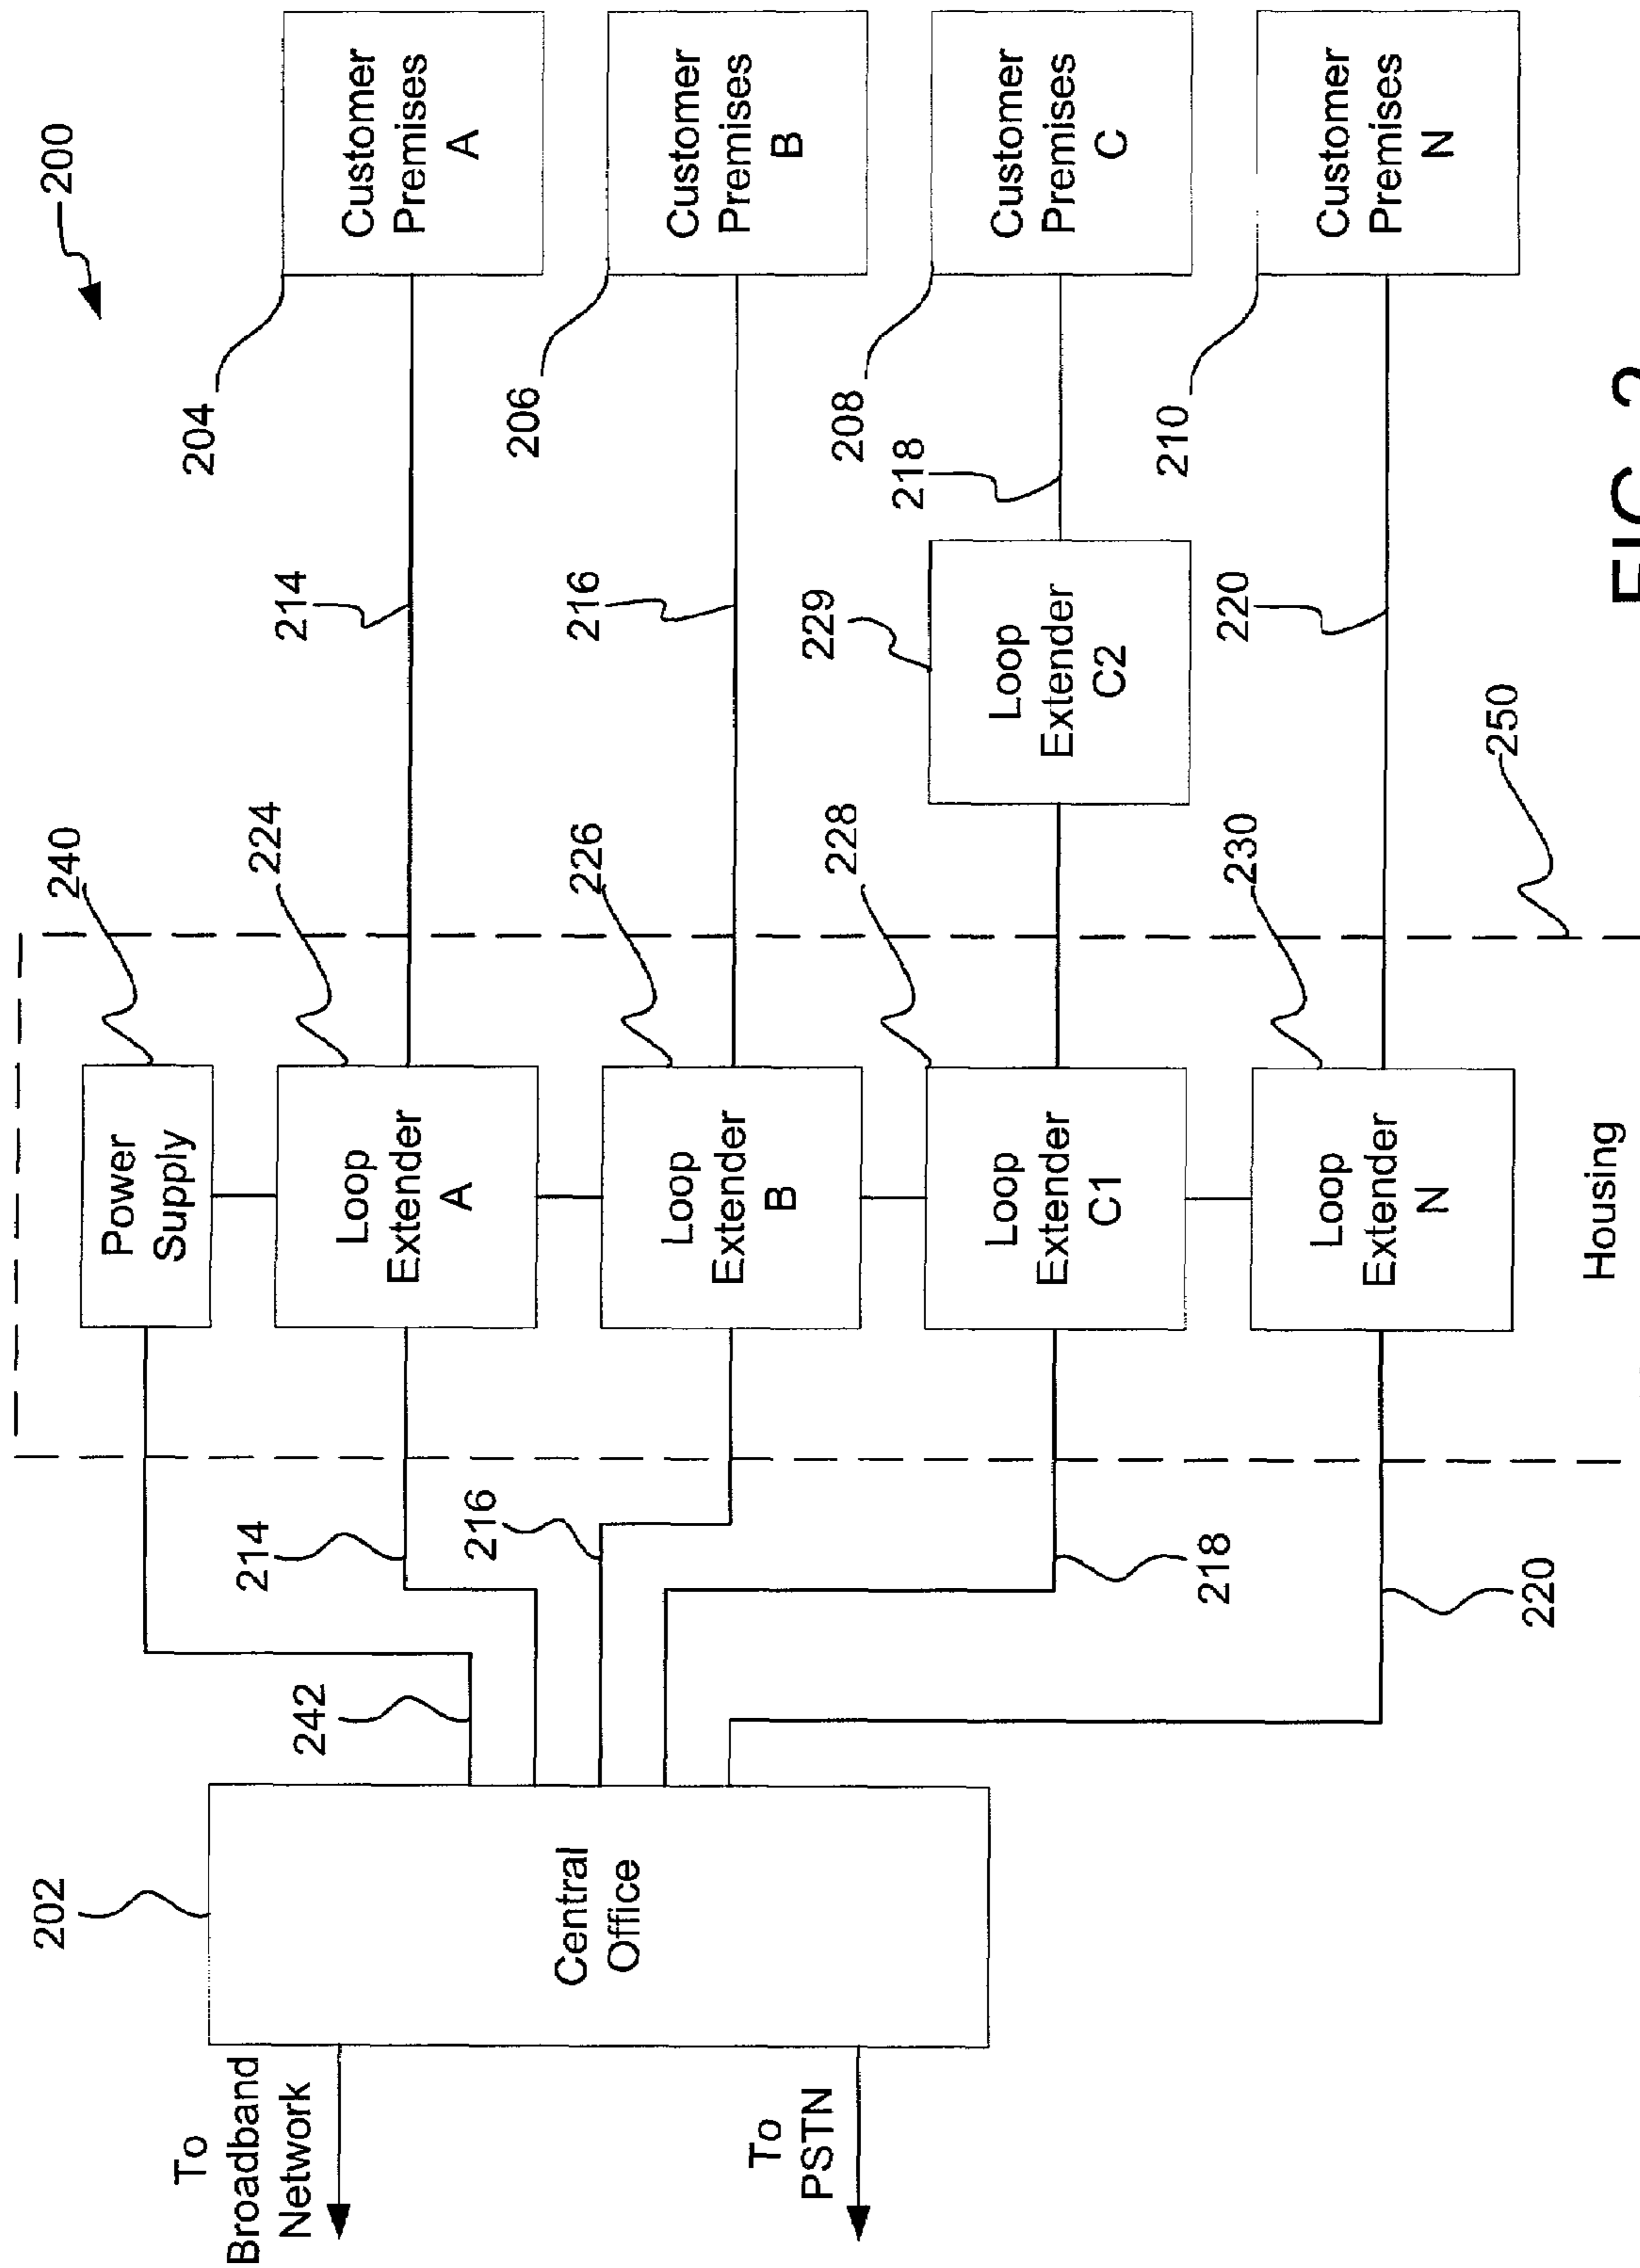 200
202
240
204
To
Broadband
Network
242
214
Power
Supply
224
214
Customer
Premises
A
Loop
Extender
A
216
226
216
206
Central
Office
Loop
Extender
B
Customer
Premises
B
To
PSTN
228
229
218
208
Loop
Extender
C1
Loop
Extender
C2
Customer
Premises
C
218
230
220
210
Loop
Extender
N
Customer
Premises
N
220
250
Housing
FIG. 2